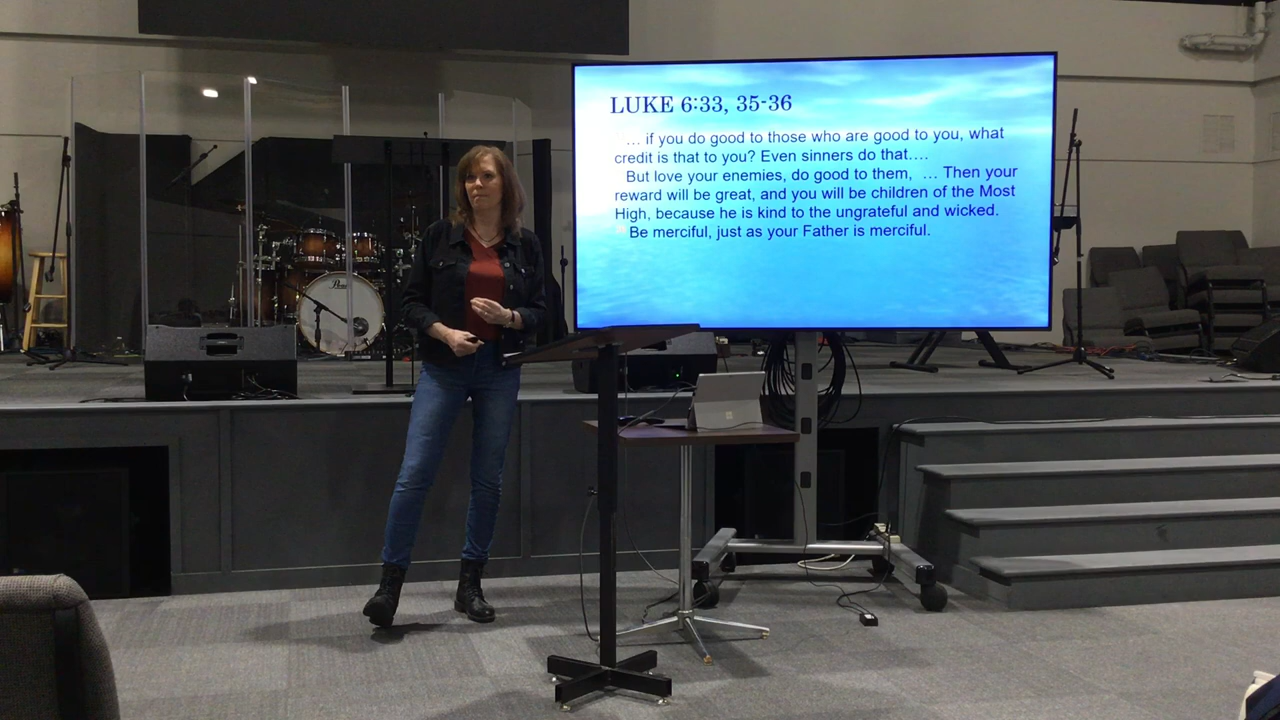 LUKE 6:33, 35-36
… if you do good to those who are good to you, what
credit is that to you? Even sinners do that….
But love your enemies, do good to them, … Then your
reward will be great, and you will be children of the Most
High, because he is kind to the ungrateful and wicked.
Be merciful, just as your Father is merciful.
Pearl